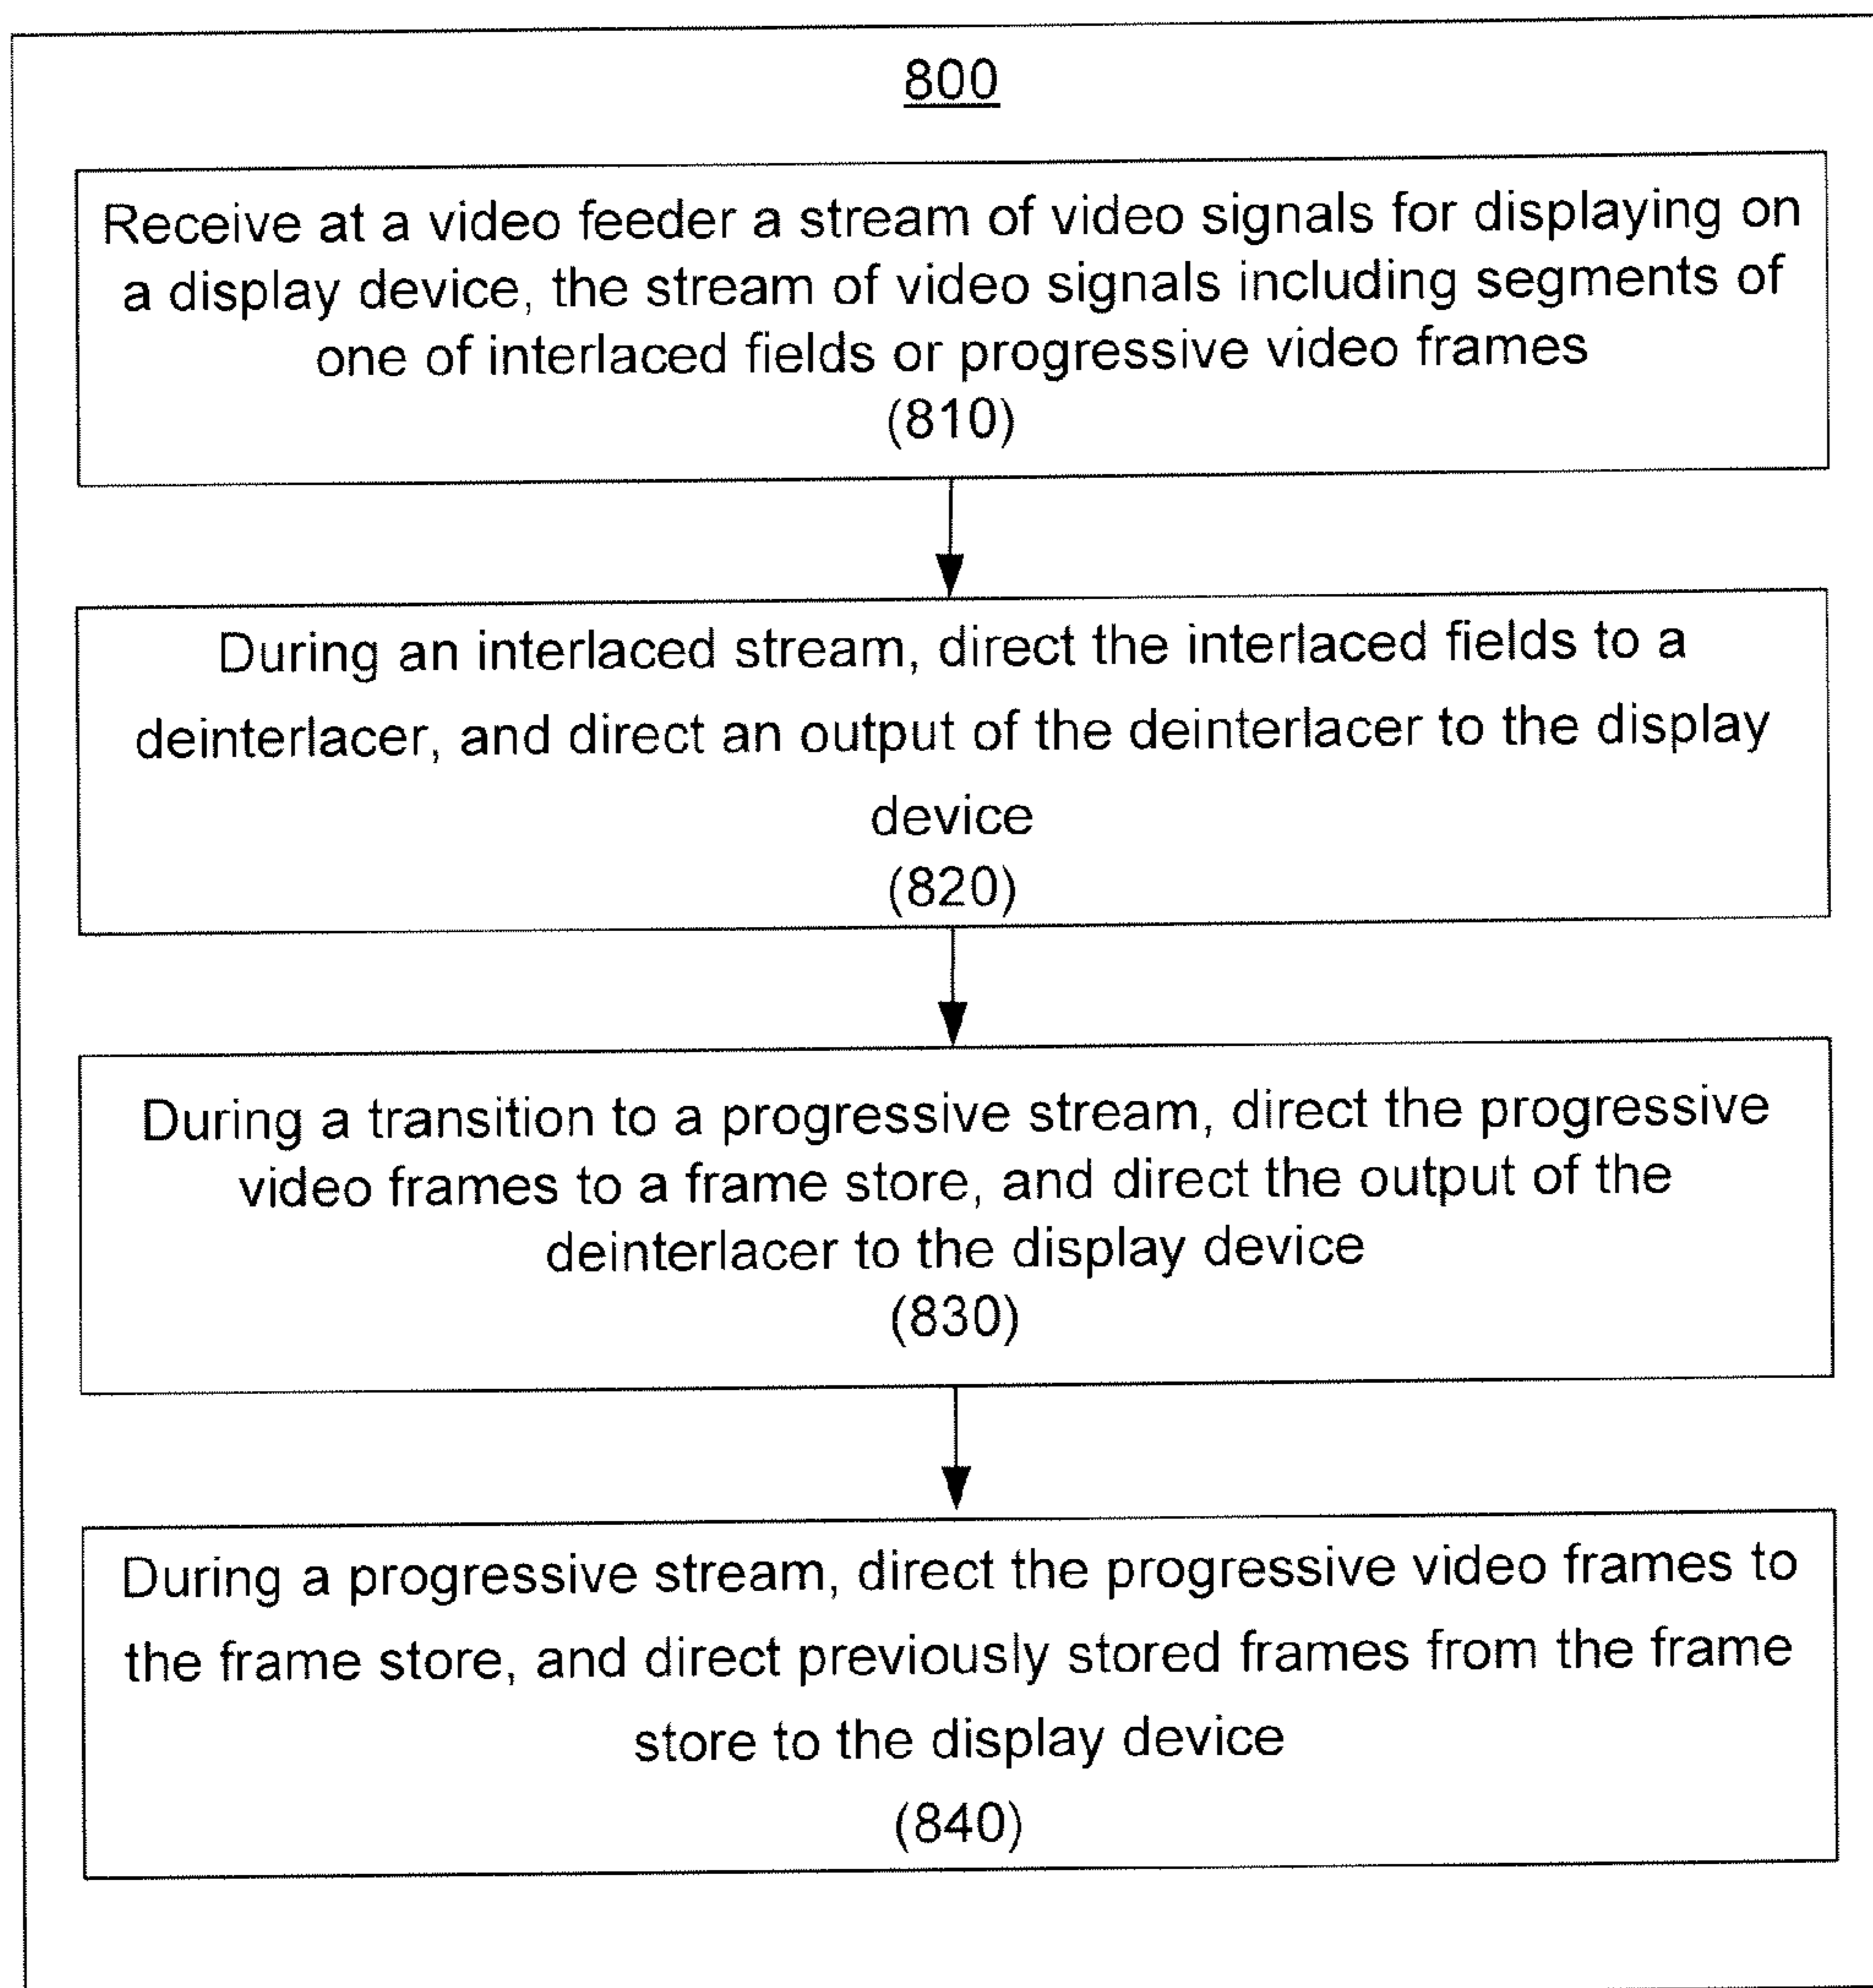 800
Receive at a video feeder a stream of video signals for displaying on
a display device, the stream of video signals including segments of
one of interlaced fields or progressive video frames
(810)
During an interlaced stream, direct the interlaced fields to a
deinterlacer, and direct an output of the deinterlacer to the display
device
(820)
During a transition to a progressive stream, direct the progressive
video frames to a frame store, and direct the output of the
deinterlacer to the display device
(830)
During a progressive stream, direct the progressive video frames to
the frame store, and direct previously stored frames from the frame
store to the display device
(840)